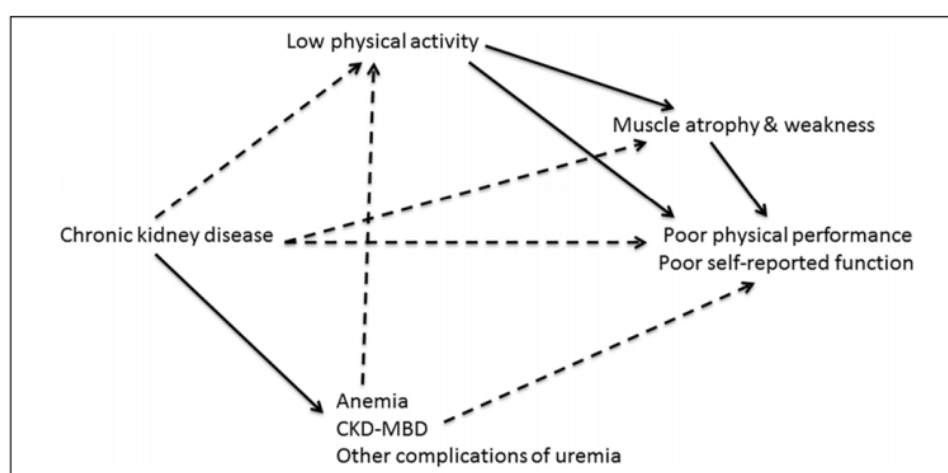 Low physical activity
Muscle atrophy & weakness
Chronic kidney disease
Poor physical performance
Poor self-reported function
Anemia
CKD-MBD
Other complications of uremia